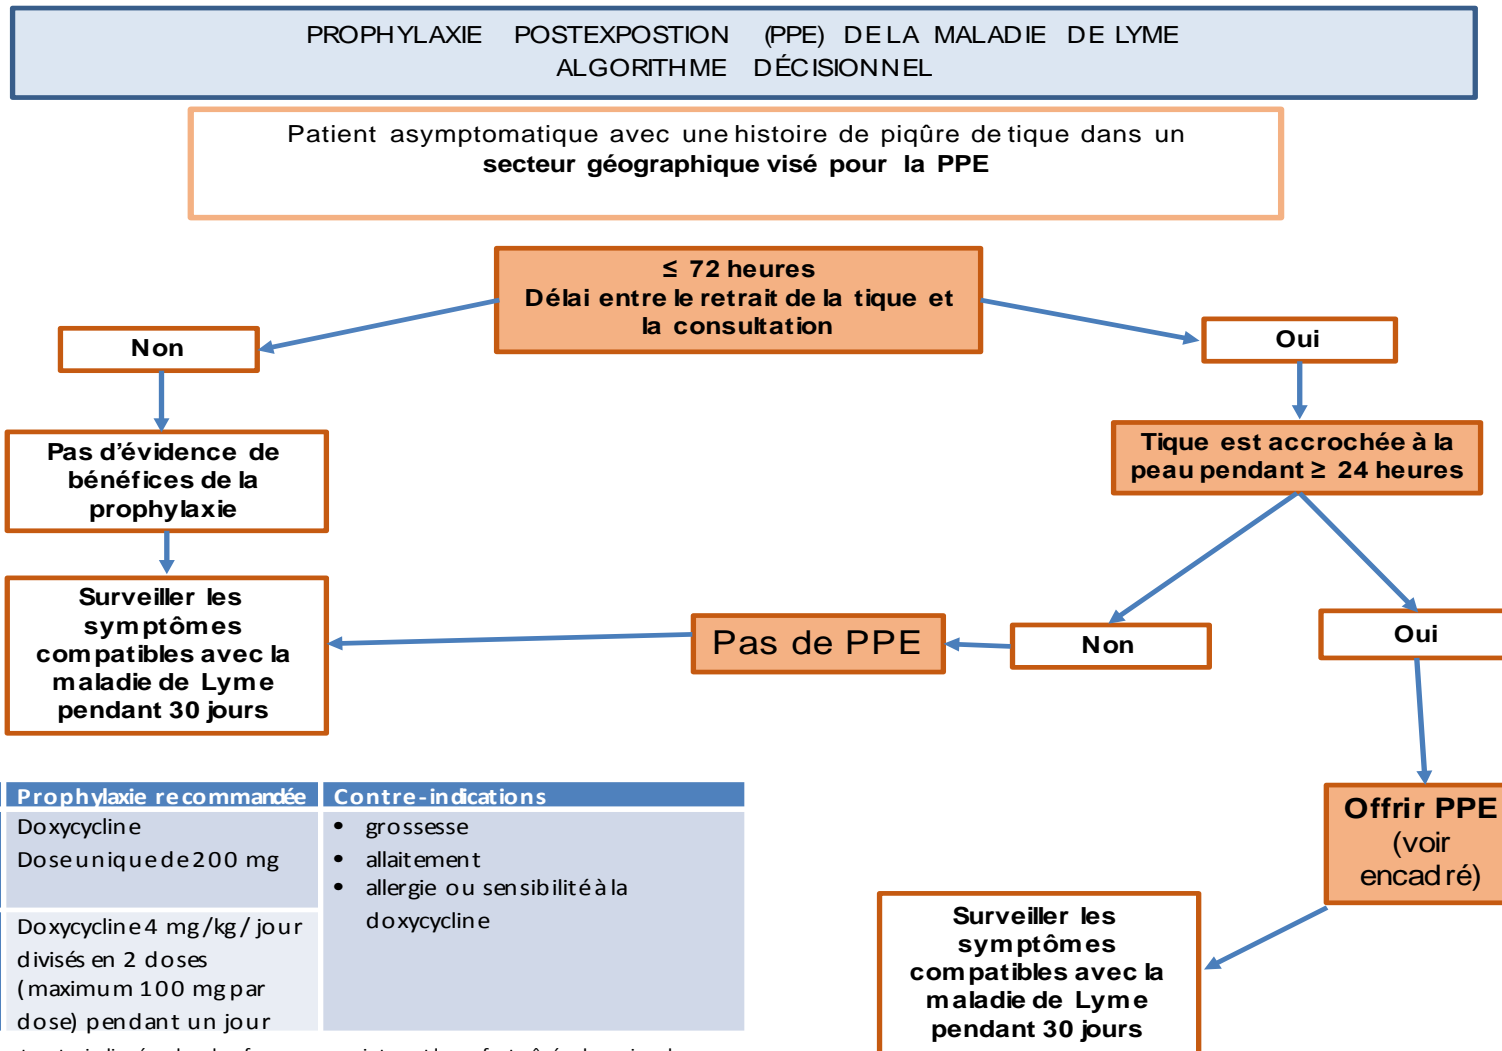 PROPHYLAXIE POSTEXPOSTION (PPE) DE LA MALADIE DE LYME
ALGORITHME DÉCISIONNEL
Patient asymptomatique avec une histoire de piqûre de tique dans un
secteur géographique visé pour la PPE
≤ 72 heures
Délai entre le retrait de la tique et
la consultation
Non
Oui
Pas d'évidence de
bénéfices de la
prophylaxie
Tique est accrochée à la
peau pendant ≥ 24 heures
Surveiller les
symptômes
compatibles avec la
maladie de Lyme
pendant 30 jours
Pas de PPE
Non
Oui
Offrir PPE
(voir
encadré)
Surveiller les
symptômes
compatibles avec la
maladie de Lyme
pendant 30 jours
Prophylaxie recommandée
Contre-indications
Doxycycline
Dose unique de 200 mg
• grossesse
• allaitement
• allergie ou sensibilité à la
doxycycline
Doxycycline 4 mg/kg/ jour
divisés en 2 doses
(maximum 100 mg par
dose) pendant un jour